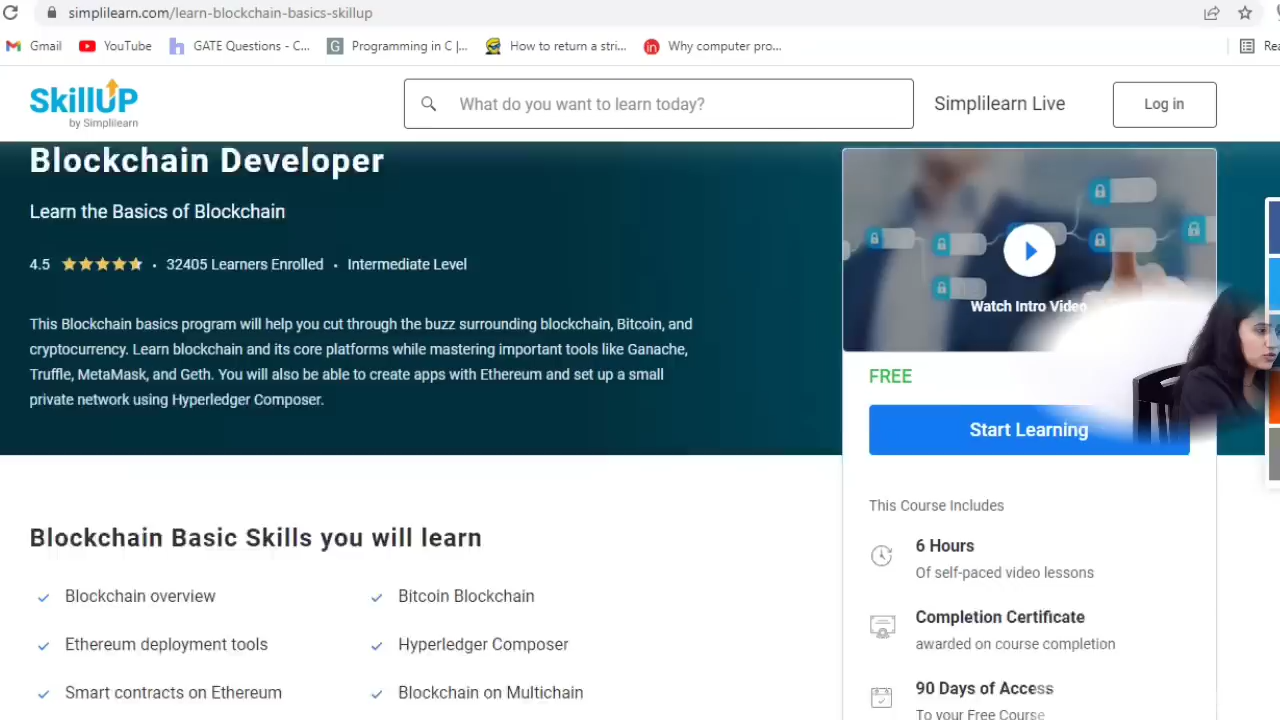 simplilearn.com/learn-blockchain-basics-skillup
Gmail
YouTube
GATE Questions - C...
Programming in C |...
How to return a stri...
Why computer pro...
SkillUP
by Simplilearn
What do you want to learn today?
Simplilearn Live
Log in
Blockchain Developer
Learn the Basics of Blockchain
4.5
32405 Learners Enrolled
Intermediate Level
This Blockchain basics program will help you cut through the buzz surrounding blockchain, Bitcoin, and
cryptocurrency. Learn blockchain and its core platforms while mastering important tools like Ganache,
Truffle, MetaMask, and Geth. You will also be able to create apps with Ethereum and set up a small
private network using Hyperledger Composer.
Watch Intro Video
FREE
Start Learning
This Course Includes
6 Hours
Of self-paced video lessons
Completion Certificate
awarded on course completion
90 Days of Access
To your Free Course
Blockchain Basic Skills you will learn
Blockchain overview
Bitcoin Blockchain
Ethereum deployment tools
Hyperledger Composer
Smart contracts on Ethereum
Blockchain on Multichain